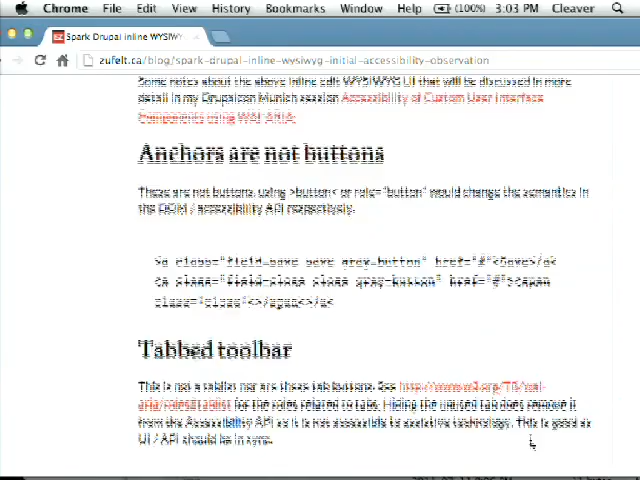 Chrome File Edit View History Bookmarks Window Help (100%) 3:03 PM Cleaver
Spark Drupal inline WYSIWY
zufelt.ca/blog/spark-drupal-inline-wysiwyg-initial-accessibility-observation
Some notes about the above inline edit WYSIWYG UI that will be discussed in more
detail in my Drupalcon Munich session Accessibility of Custom User Interface
Components using WAI-ARIA.
Anchors are not buttons
These are not buttons, using >button< or role="button" would change the semantics in
the DOM / accessibility API respectively.
>a class="field-save save gray-button" href="#"<Save>/a<
<a class="field-close close gray-button" href="#"><span
class="close"<>/span<>/a<
Tabbed toolbar
This is not a tablist nor are these tab buttons. See
for the roles related to tabs. Hiding the unused tab does remove it
from the Accessibility API so it is not accessible to assistive technology. This is good as
UI / API should be in sync.